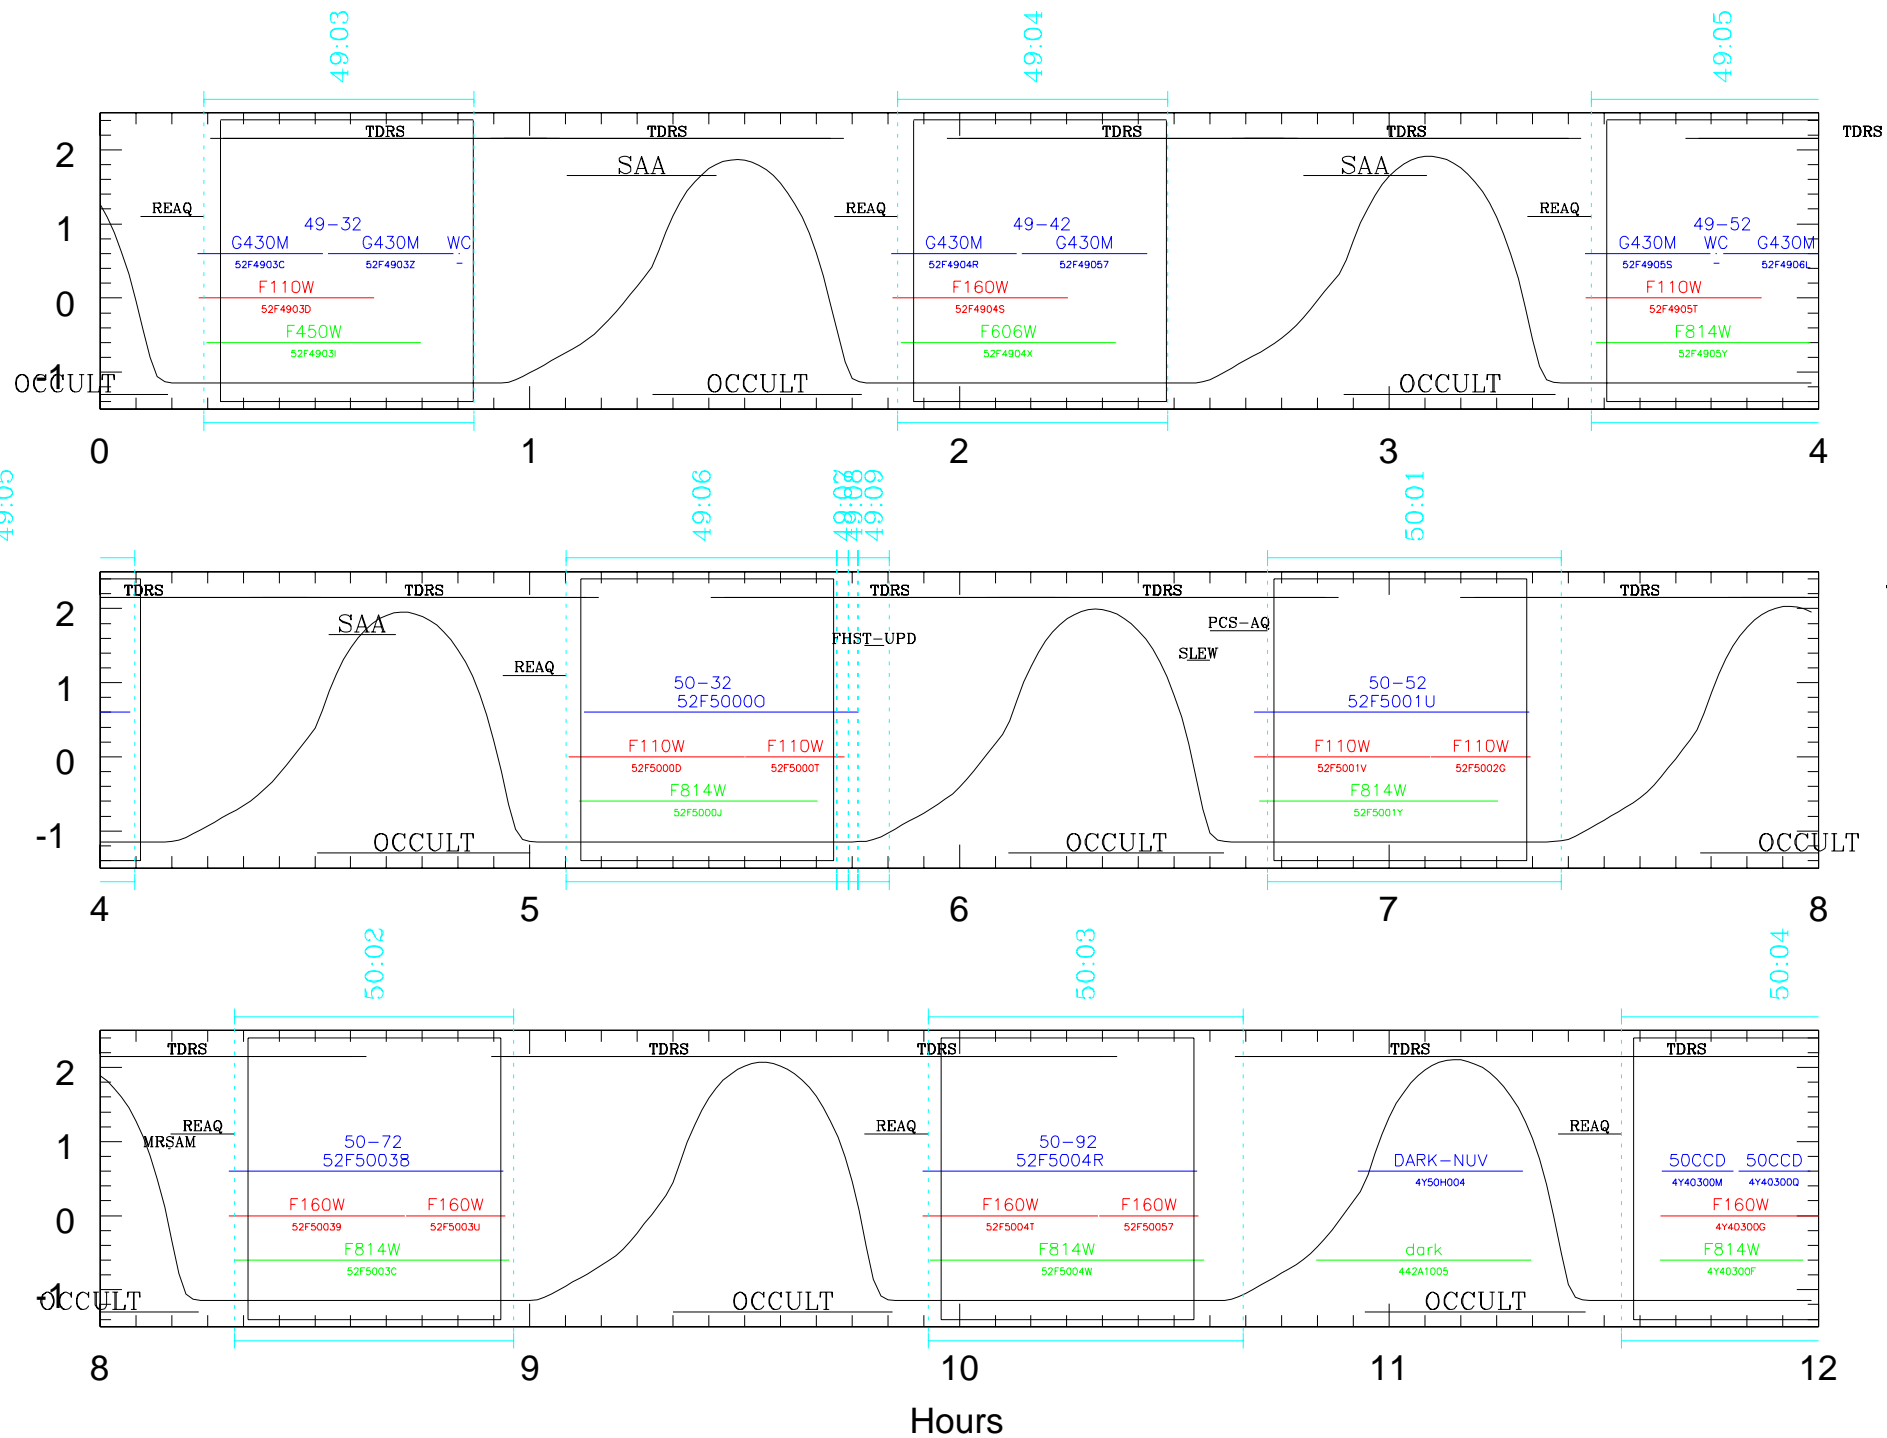 49:03 49:04 49:05
TDRS TDRS TDRS TDRS TDRS
SAA SAA
REAQ REAQ REAQ
49-32 49-42 49-52
G430M G430M WC G430M G430M G430M WC G430M
52F4903C 52F4903Z 52F4904R 52F49057 52F4905S 52F4906L
F110W F160W F110W
52F4903D 52F4904S 52F4905T
F450W F606W F814W
52F4903I 52F4904X 52F4905Y
OCCULT OCCULT OCCULT
2
1
0
-1
0 1 2 3 4
49:05 49:06 49:07 49:08 49:09 50:01
TDRS TDRS TDRS TDRS TDRS
SAA FHST-UPD PCS-AQ
REAQ SLEW
50-32 50-52
52F5000O 52F5001U
F110W F110W F110W F110W
52F5000D 52F5000T 52F5001V 52F5002G
F814W F814W
52F5000J 52F5001Y
OCCULT OCCULT OCCULT
2
1
0
-1
4 5 6 7 8
50:02 50:03 50:04
TDRS TDRS TDRS TDRS TDRS
REAQ REAQ REAQ
MRSAM
50-72 50-92
52F5003B 52F5004R DARK-NUV 50CCD 50CCD
4Y50H004 4Y40300M 4Y40300Q
F160W F160W F160W F160W F160W
52F50039 52F5003U 52F5004T 52F50057 4Y40300G
F814W F814W dark F814W
52F5003C 52F5004W 442A1005 4Y40300F
OCCULT OCCULT OCCULT
2
1
0
-1
8 9 10 11 12
Hours